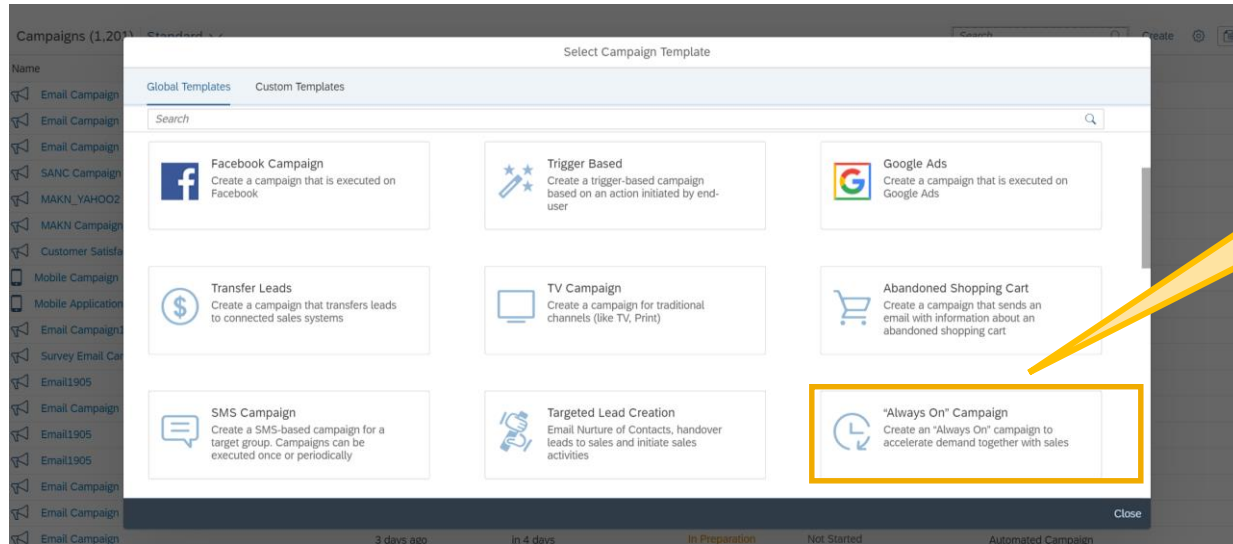 Campaigns (1,201) Standard
Search
Create
Select Campaign Template
Name
Global Templates Custom Templates
Search
Email Campaign
Email Campaign
Email Campaign
SANC Campaign
MAKN_YAHOO2
MAKN Campaign
Customer Satisfa
Mobile Campaign
Mobile Application
Email Campaign1
Survey Email Car
Email1905
Email Campaign
Email1905
Email1905
Email Campaign
Email Campaign
Facebook Campaign
Create a campaign that is executed on
Facebook
Trigger Based
Create a trigger-based campaign
based on an action initiated by end-
user
Google Ads
Create a campaign that is executed on
Google Ads
Transfer Leads
Create a campaign that transfers leads
to connected sales systems
TV Campaign
Create a campaign for traditional
channels (like TV, Print)
Abandoned Shopping Cart
Create a campaign that sends an
email with information about an
abandoned shopping cart
SMS Campaign
Create a SMS-based campaign for a
target group. Campaigns can be
executed once or periodically
Targeted Lead Creation
Email Nurture of Contacts, handover
leads to sales and initiate sales
activities
"Always On" Campaign
Create an "Always On" campaign to
accelerate demand together with sales
Close
Email Campaign 3 days ago in 4 days In Preparation Not Started Automated Campaign